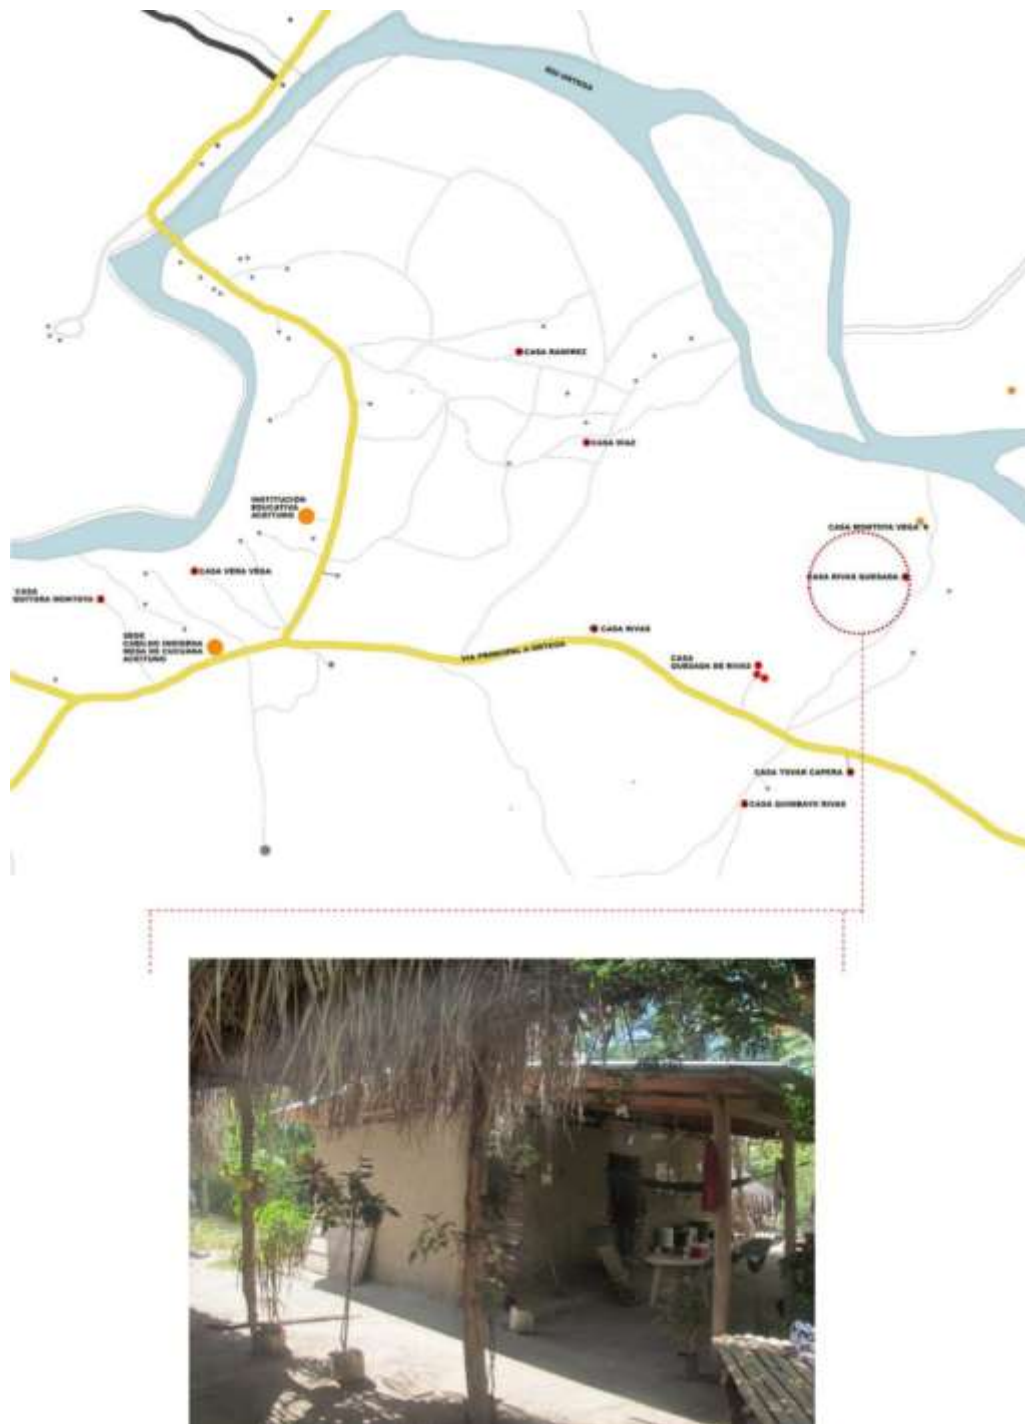 RIO ORTEGA
CASA RAMIREZ
CASA DIAZ
INSTITUCIÓN
EDUCATIVA
ACEITUNO
CASA MONTOYA VEGA
CASA VERA VEGA
CASA RIVAS QUESADA
CASA
MONTOYA
SEDE
CABILDO INDIGENA
MESA DE CUCUANA
ACEITUNO
CASA RIVAS
VIA PRINCIPAL A ORTEGA
CASA
QUESADA DE RIVAS
CASA TOVAR CAPERA
CASA QUIMBAYO RIVAS